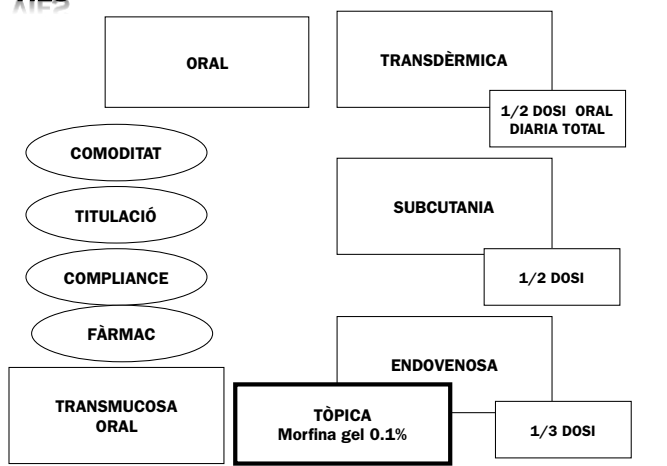 ORAL
TRANSDÈRMICA
1/2 DOSI ORAL
DIARIA TOTAL
COMODITAT
TITULACIÓ
COMPLIANCE
FÀRMAC
SUBCUTANIA
1/2 DOSI
ENDOVENOSA
1/3 DOSI
TRANSMUCOSA
ORAL
TÒPICA
Morfina gel 0.1%